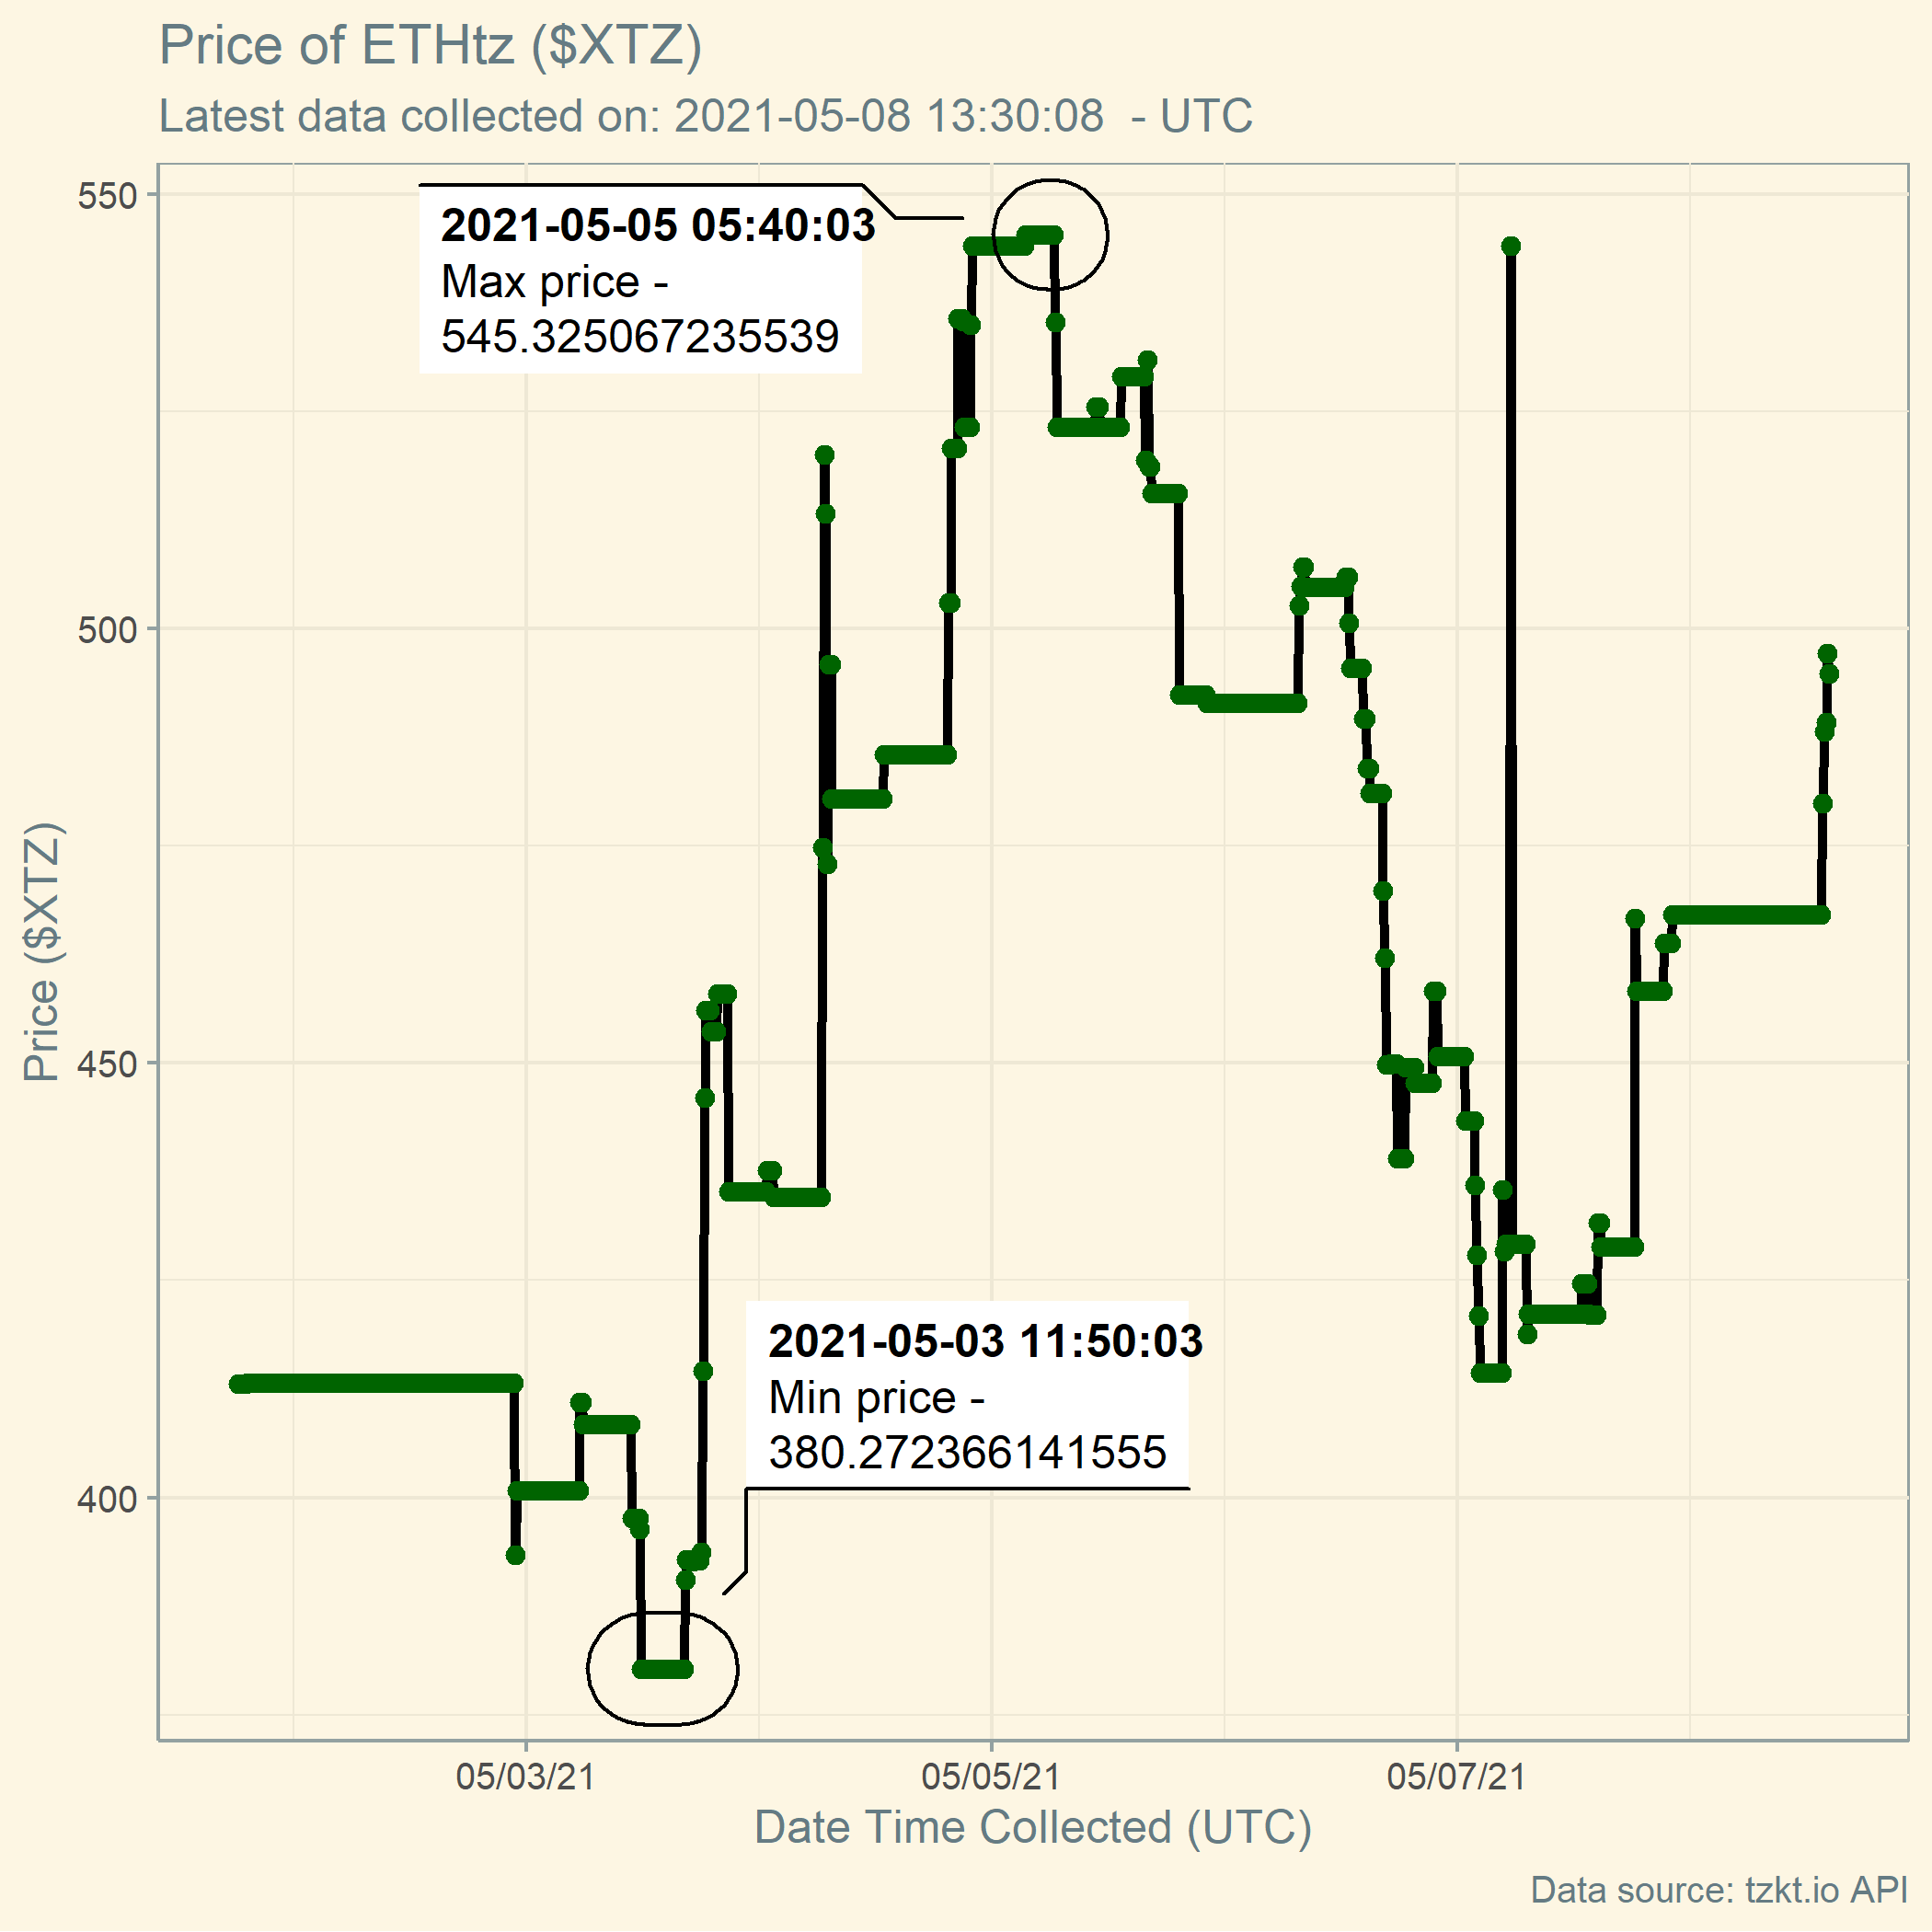 Price of ETHtz ($XTZ)
Latest data collected on: 2021-05-08 13:30:08  - UTC
550
2021-05-05 05:40:03
Max price -
545.325067235539
500
Price ($XTZ)
450
2021-05-03 11:50:03
Min price -
380.272366141555
400
05/03/21
05/05/21
05/07/21
Date Time Collected (UTC)
Data source: tzkt.io API